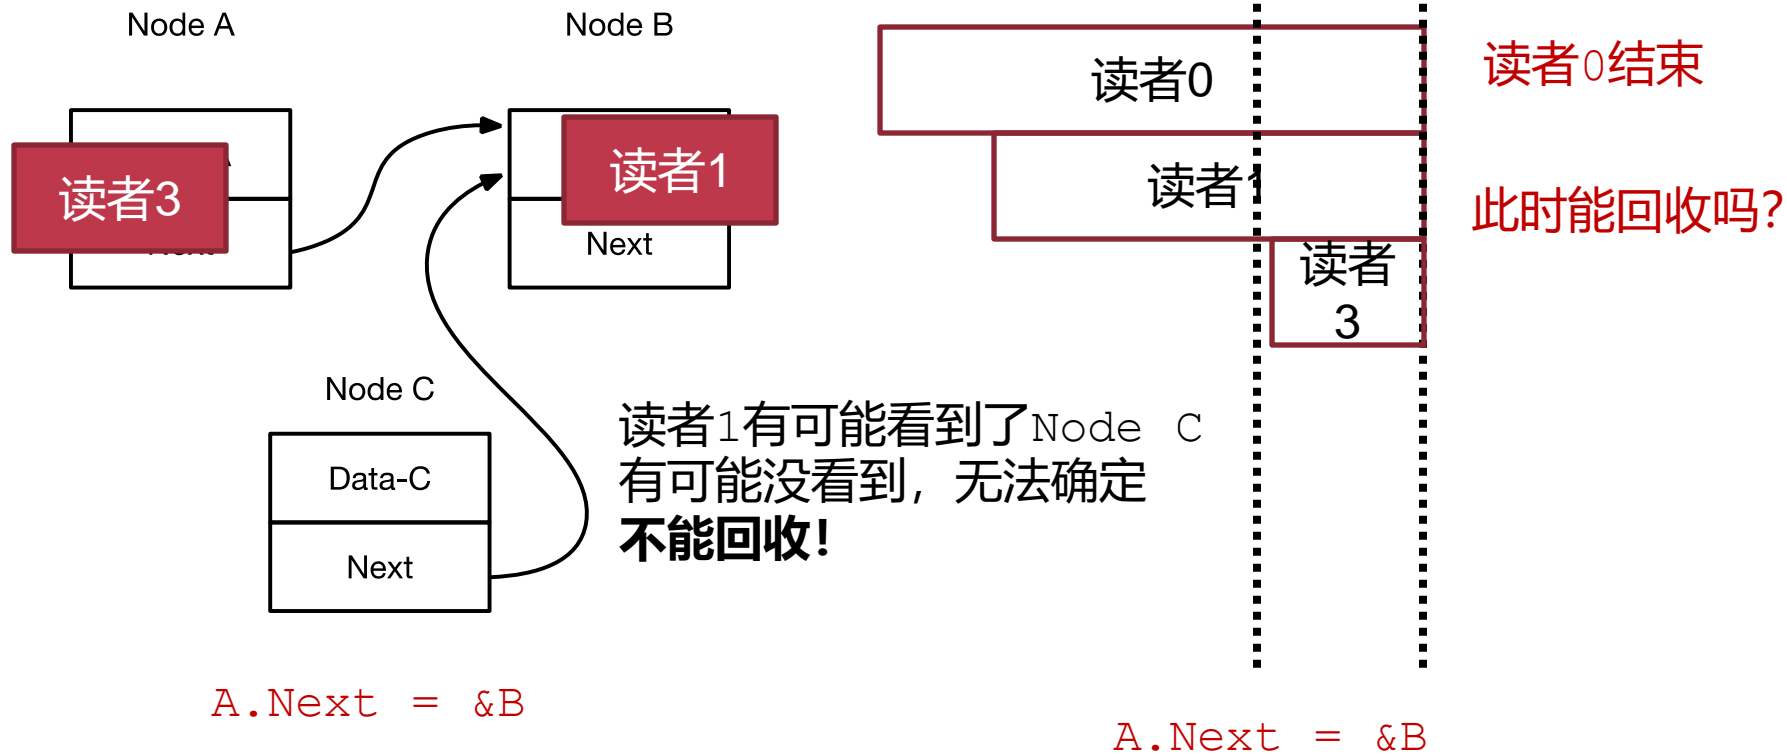 Node A
Node B
读者3
Next
读者1
Next
Node C
Data-C
Next
读者1有可能看到了Node C
有可能没看到，无法确定
不能回收！
A.Next = &B
读者0
读者1
读者
3
读者0结束
此时能回收吗？
A.Next = &B